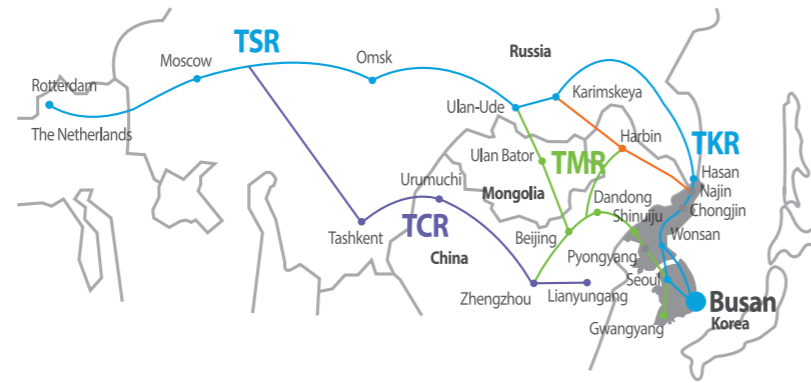 TSR
Moscow
Omsk
Russia
Rotterdam
The Netherlands
Karimskeya
Ulan-Ude
Harbin
TKR
Ulan Bator
TMR
Hasan
Najin
Chongjin
Urumuchi
Mongolia
Dandong
Shinuiju
TCR
Tashkent
Beijing
Wonsan
China
Pyongyang
Seoul
Zhengzhou
Lianyungang
Busan
Korea
Gwangyang